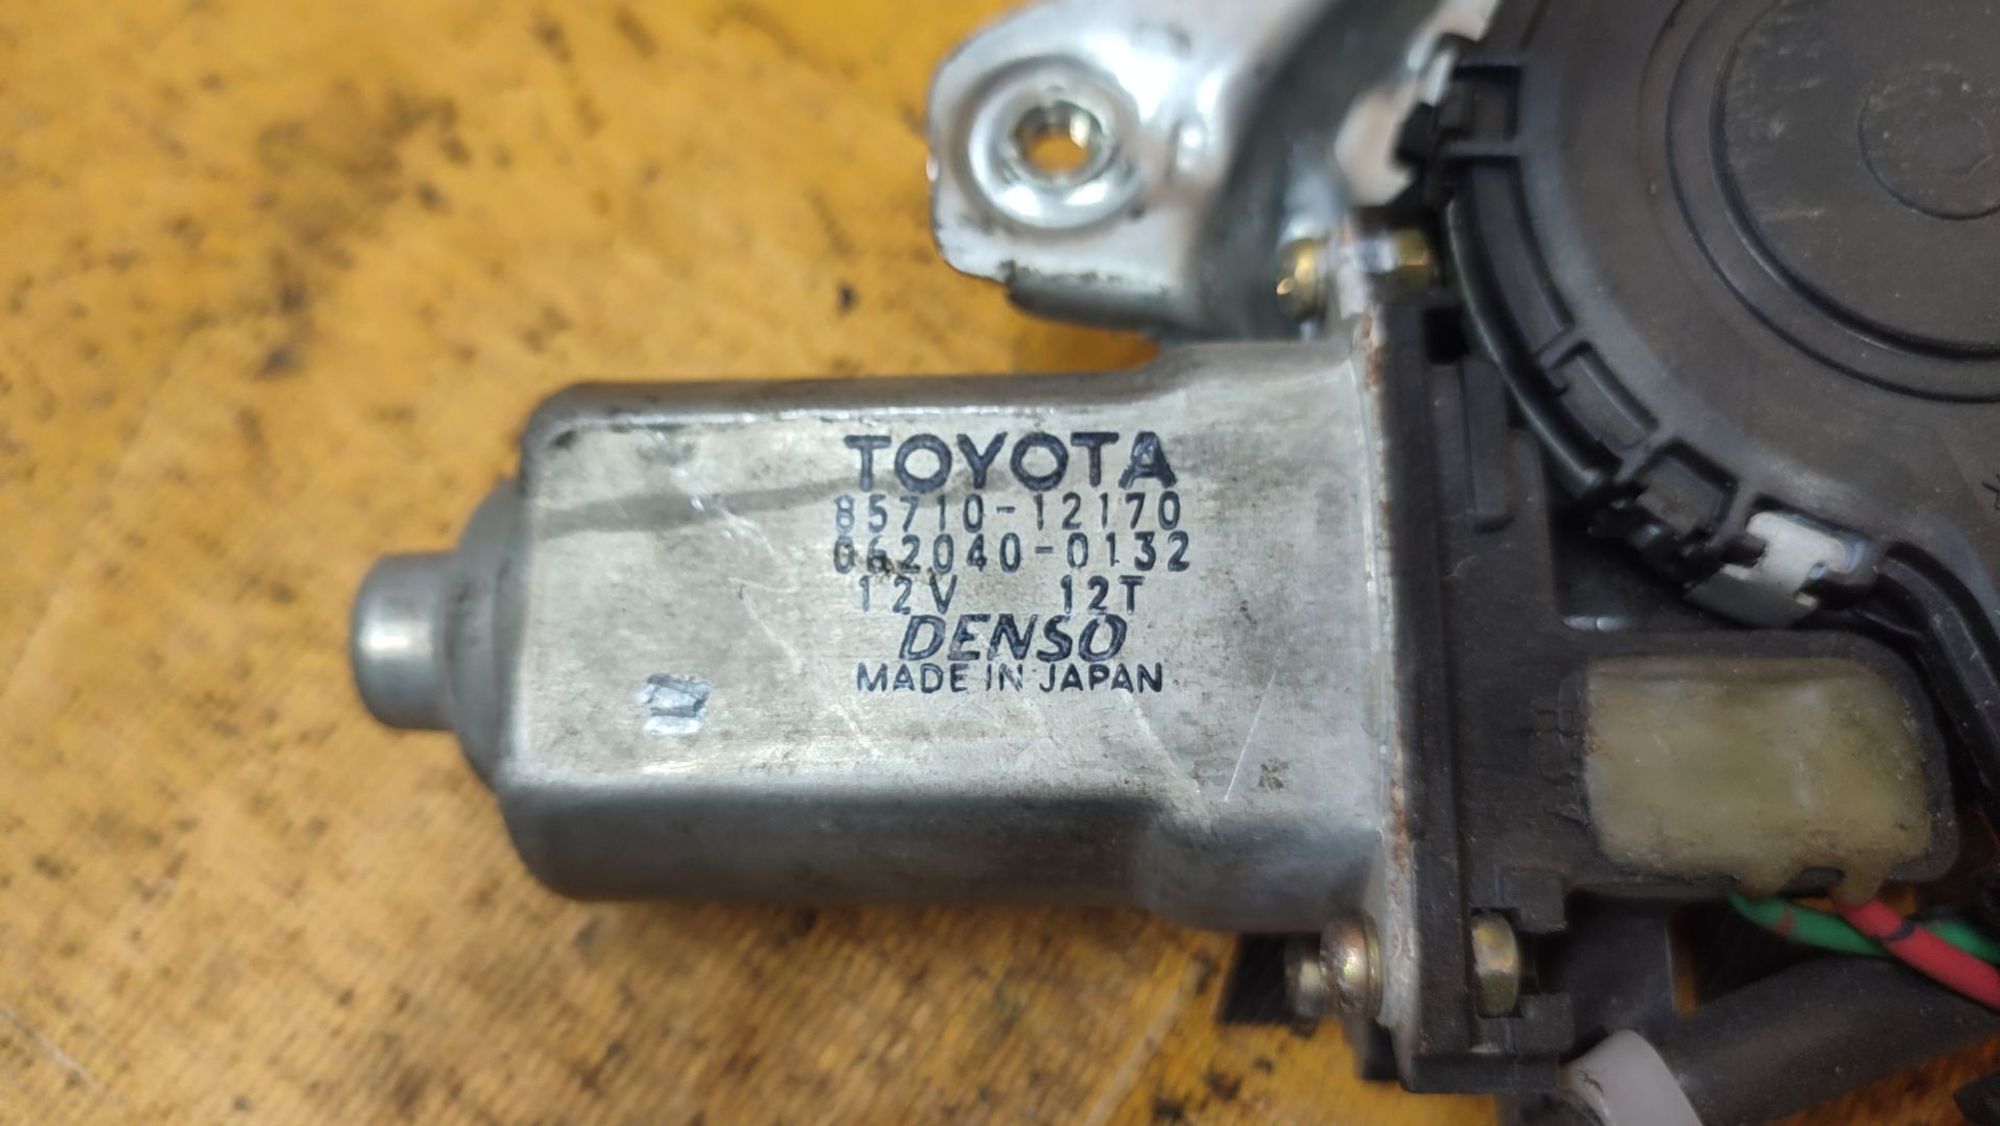 TOYOTA
85710-12170
062040-0132
12V 12T
DENSO
MADE IN JAPAN